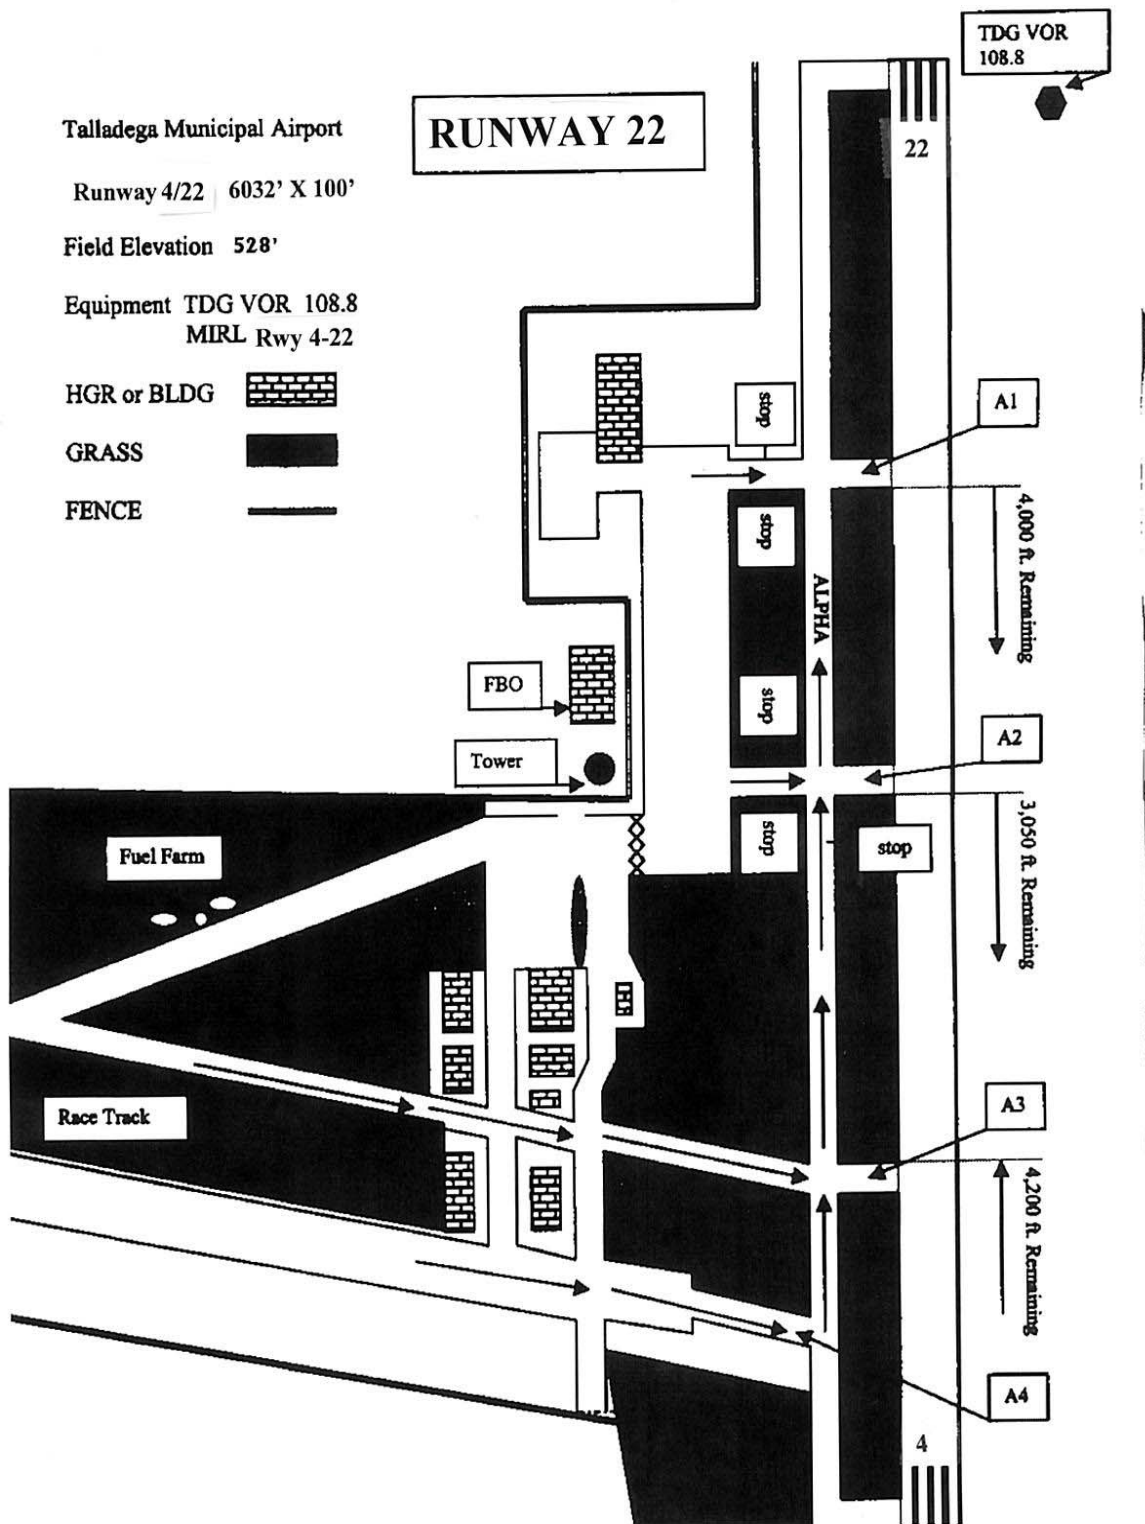 TDG VOR
108.8
Talladega Municipal Airport
RUNWAY 22
Runway 4/22 6032' X 100'
Field Elevation 528'
Equipment TDG VOR 108.8
MIRL Rwy 4-22
HGR or BLDG
GRASS
FENCE
22
stop
A1
stop
4,000 ft. Remaining
ALPHA
FBO
stop
Tower
A2
stop
stop
3,050 ft. Remaining
Fuel Farm
Race Track
A3
4,200 ft. Remaining
A4
4